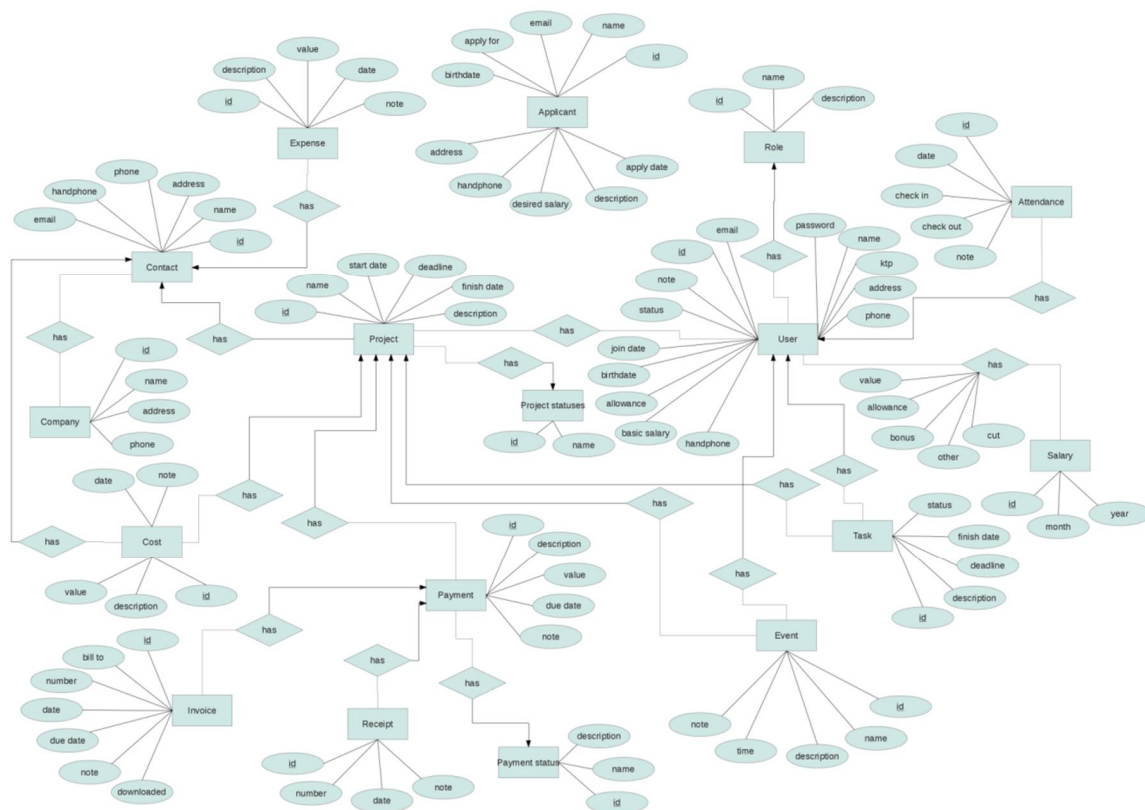 value
description
date
id
note
Expense
has
email
apply for
name
birthdate
id
Applicant
address
apply date
handphone
desired salary
description
name
id
description
Role
has
id
date
check in
check out
note
Attendance
has
phone
handphone
address
email
name
id
Contact
has
has
start date
deadline
name
finish date
id
description
Project
has
has
Project statuses
id
name
email
id
note
status
join date
birthdate
allowance
basic salary
handphone
password
name
ktp
address
phone
User
has
value
allowance
bonus
other
cut
Salary
id
month
year
id
name
address
phone
Company
date
note
has
has
Cost
value
description
id
has
has
has
has
has
status
finish date
deadline
description
id
Task
id
description
value
due date
note
Payment
has
has
has
id
bill to
number
date
due date
note
downloaded
Invoice
Receipt
id
number
date
note
Payment status
description
name
id
has
Event
note
time
description
name
id